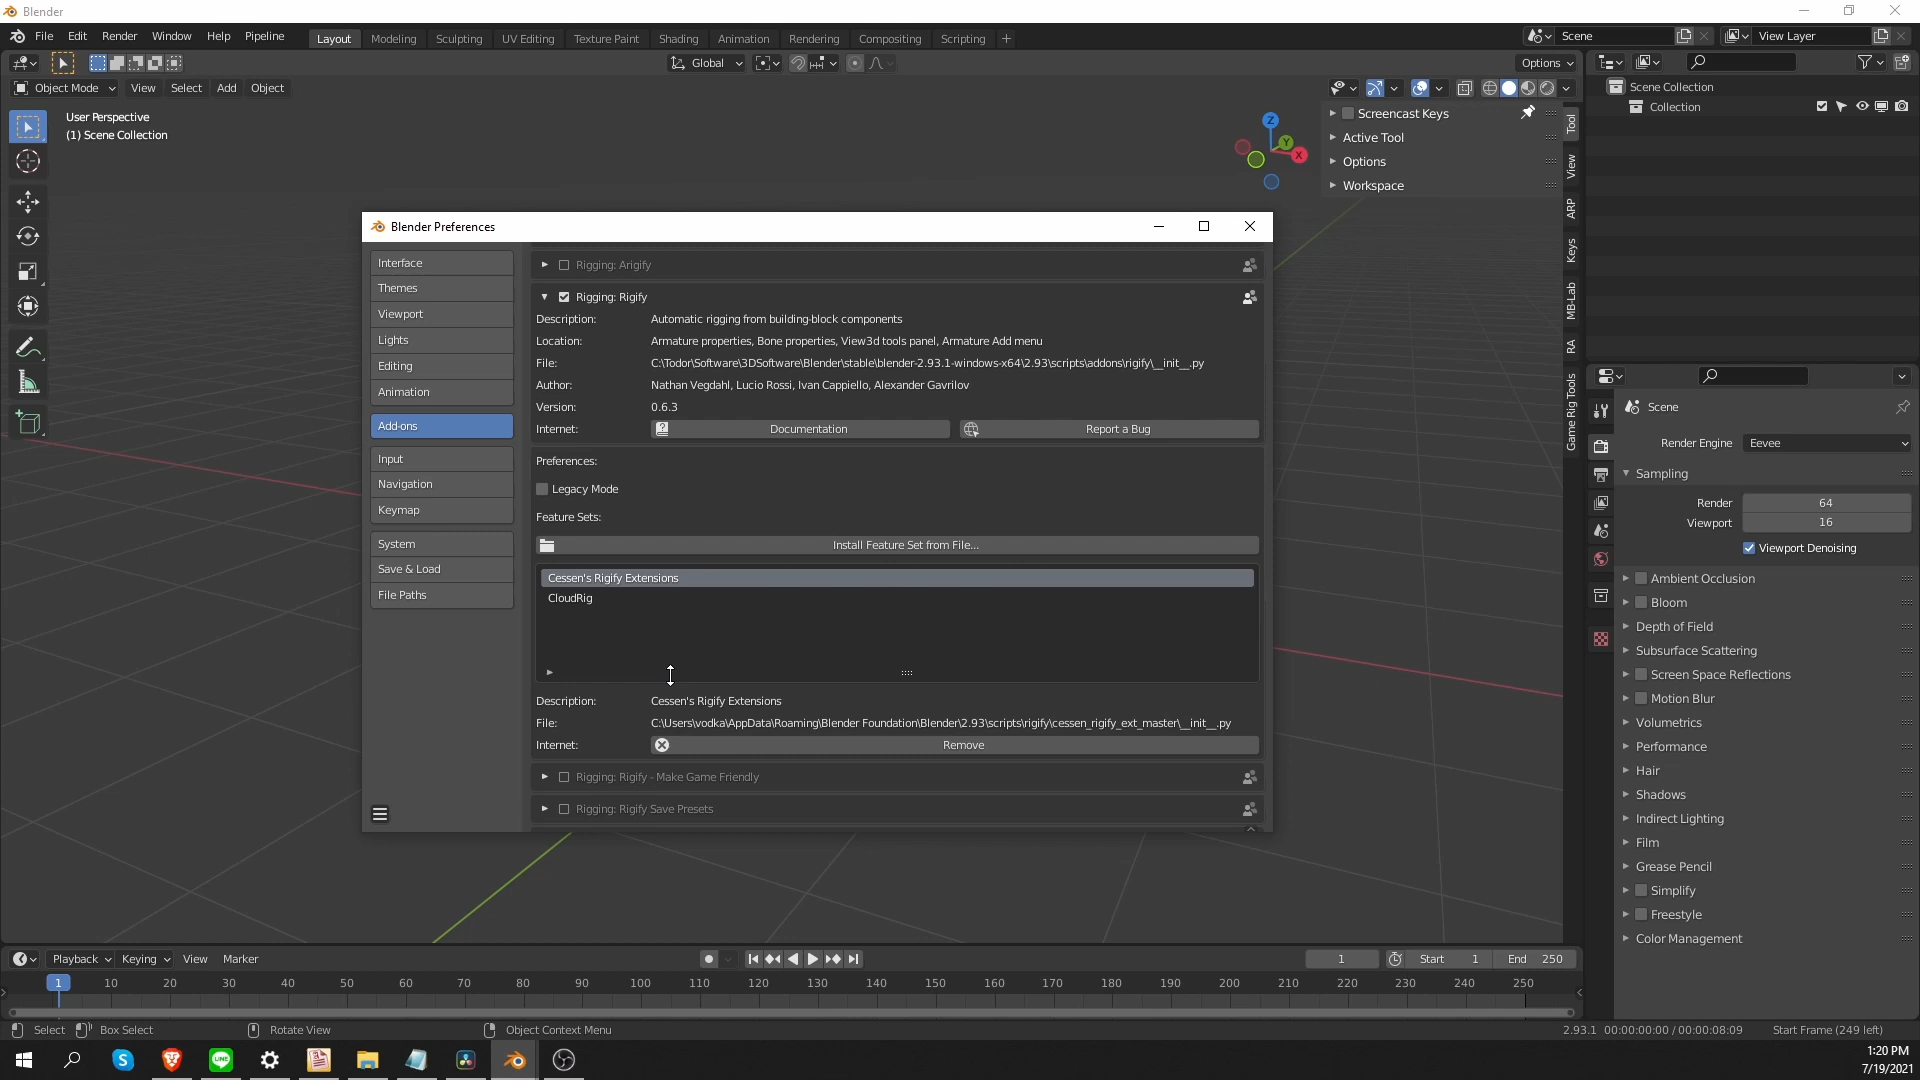 Blender
File Edit Render Window Help Pipeline
Layout Modeling Sculpting UV Editing Texture Paint Shading Animation Rendering Compositing Scripting +
Scene View Layer
Global Options
Object Mode View Select Add Object
User Perspective
(1) Scene Collection
Z
Y
X
Screencast Keys
Active Tool
Options
Workspace
Tool
View
ARP
Keys
MB-Lab
RA
Game Rig Tools
Scene Collection
Collection
Blender Preferences
Interface
Themes
Viewport
Lights
Editing
Animation
Add-ons
Input
Navigation
Keymap
System
Save & Load
File Paths
Rigging: Arigify
Rigging: Rigify
Description: Automatic rigging from building-block components
Location: Armature properties, Bone properties, View3d tools panel, Armature Add menu
File: C:\Todor\Software\3DSoftware\Blender\stable\blender-2.93.1-windows-x64\2.93\scripts\addons\rigify\__init__.py
Author: Nathan Vegdahl, Lucio Rossi, Ivan Cappiello, Alexander Gavrilov
Version: 0.6.3
Internet: Documentation Report a Bug
Preferences:
Legacy Mode
Feature Sets:
Install Feature Set from File...
Cessen's Rigify Extensions
CloudRig
Description: Cessen's Rigify Extensions
File: C:\Users\vodka\AppData\Roaming\Blender Foundation\Blender\2.93\scripts\rigify\cessen_rigify_ext_master\__init__.py
Internet: Remove
Rigging: Rigify - Make Game Friendly
Rigging: Rigify Save Presets
Scene
Render Engine Eevee
Sampling
Render 64
Viewport 16
Viewport Denoising
Ambient Occlusion
Bloom
Depth of Field
Subsurface Scattering
Screen Space Reflections
Motion Blur
Volumetrics
Performance
Hair
Shadows
Indirect Lighting
Film
Grease Pencil
Simplify
Freestyle
Color Management
Playback Keying View Marker 1 Start 1 End 250
1 10 20 30 40 50 60 70 80 90 100 110 120 130 140 150 160 170 180 190 200 210 220 230 240 250
Select Box Select Rotate View Object Context Menu 2.93.1 00:00:00:00 / 00:00:08:09 Start Frame (249 left)
1:20 PM
7/19/2021